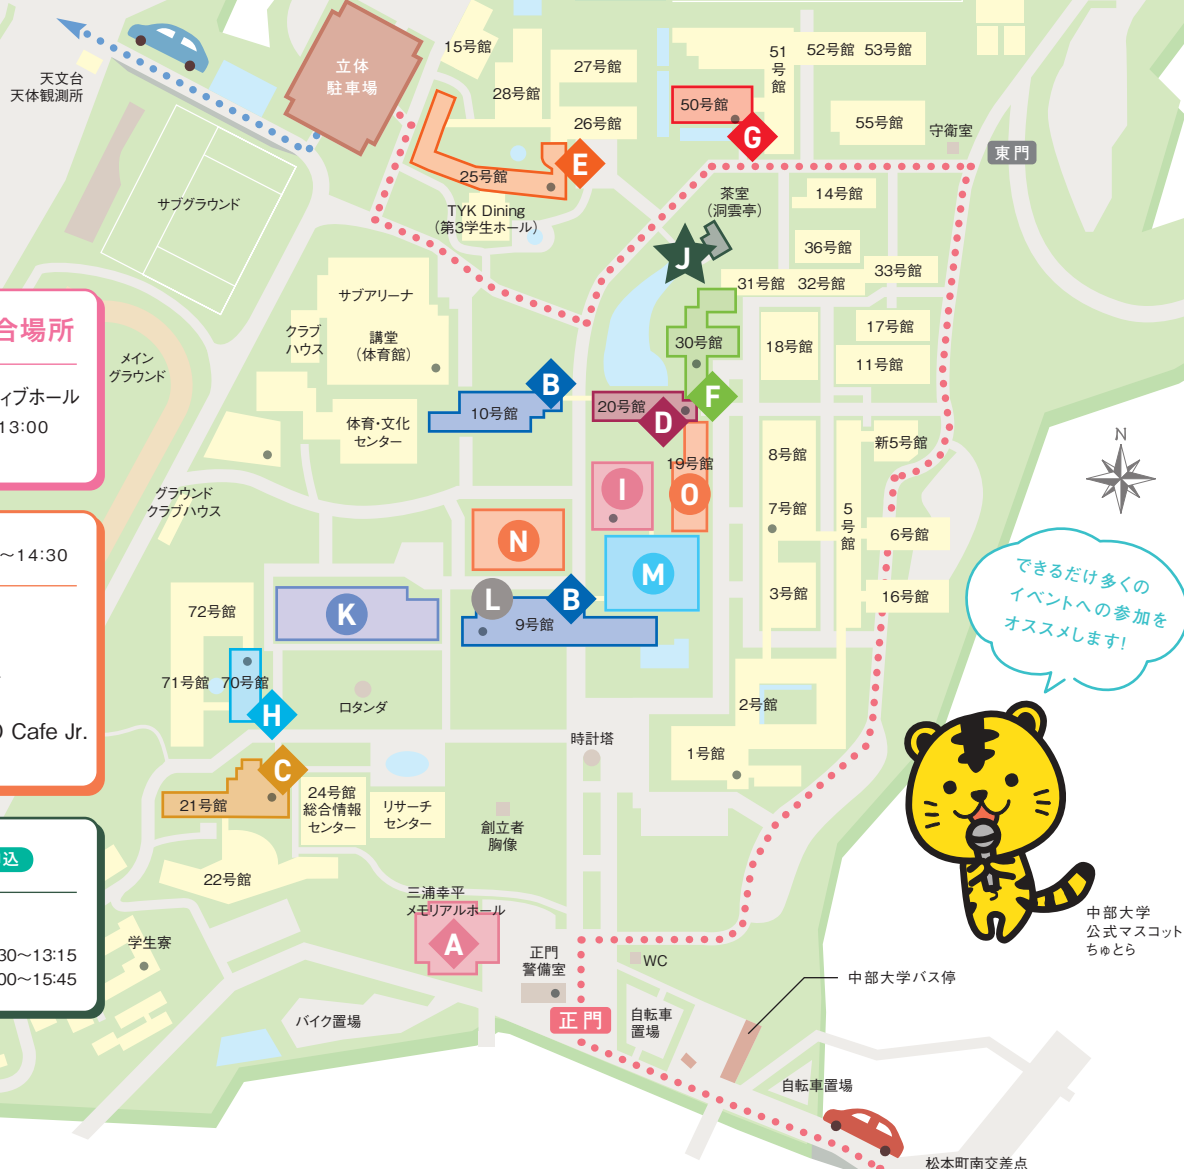 天文台
天体観測所
立体
駐車場
15号館
28号館
27号館
26号館
51
号
館
52号館
53号館
50号館
G
55号館
守衛室
東門
E
25号館
TYK Dining
(第3学生ホール)
サブグラウンド
茶室
(洞雲亭)
J
14号館
36号館
33号館
31号館
32号館
サブアリーナ
クラブ
ハウス
講堂
(体育館)
30号館
18号館
17号館
11号館
合場所
ィブホール
13:00
メイン
グラウンド
B
10号館
20号館
D
F
体育・文化
センター
19号館
8号館
新5号館
N
グラウンド
クラブハウス
I
O
7号館
5
号
館
6号館
～14:30
N
M
3号館
16号館
できるだけ多くの
イベントへの参加を
オススメします!
72号館
K
L
B
9号館
71号館
70号館
H
ロタンダ
2号館
Cafe Jr.
時計塔
1号館
C
21号館
24号館
総合情報
センター
リサーチ
センター
創立者
胸像
込
22号館
三浦幸平
メモリアルホール
A
30～13:15
00～15:45
学生寮
正門
警備室
WC
中部大学
公式マスコット
ちゅとら
中部大学バス停
バイク置場
正門
自転車
置場
自転車置場
松本町南交差点